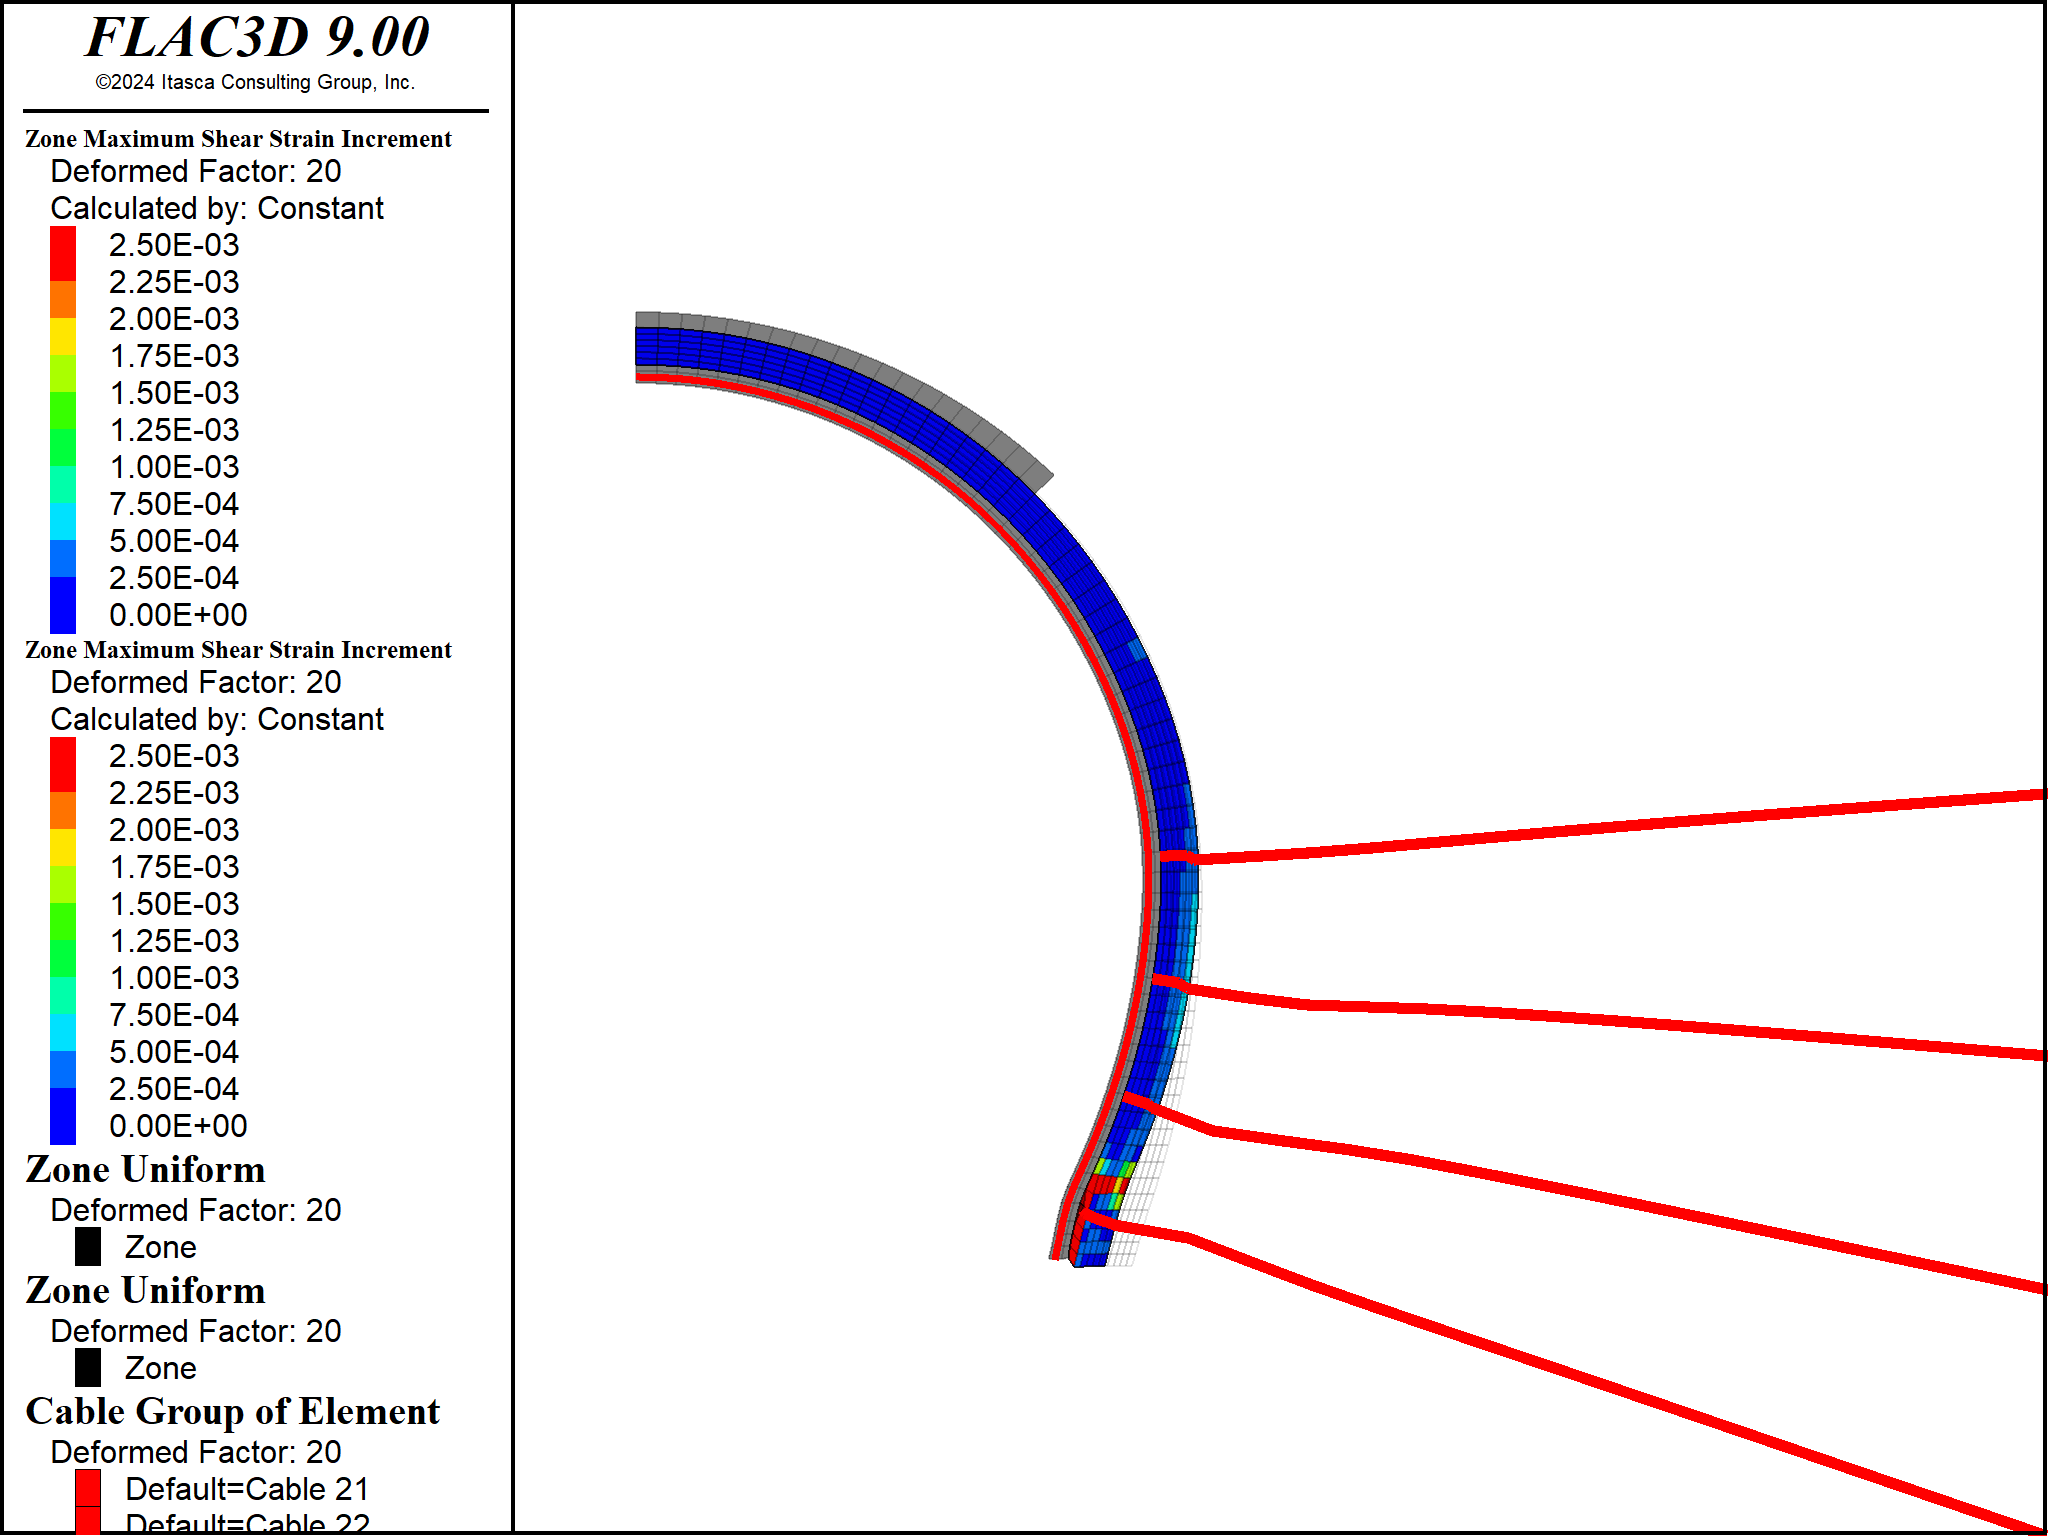 FLAC3D 9.00
©2024 Itasca Consulting Group, Inc.
Zone Maximum Shear Strain Increment
Deformed Factor: 20
Calculated by: Constant
2.50E-03
2.25E-03
2.00E-03
1.75E-03
1.50E-03
1.25E-03
1.00E-03
7.50E-04
5.00E-04
2.50E-04
0.00E+00
Zone Maximum Shear Strain Increment
Deformed Factor: 20
Calculated by: Constant
2.50E-03
2.25E-03
2.00E-03
1.75E-03
1.50E-03
1.25E-03
1.00E-03
7.50E-04
5.00E-04
2.50E-04
0.00E+00
Zone Uniform
Deformed Factor: 20
Zone
Zone Uniform
Deformed Factor: 20
Zone
Cable Group of Element
Deformed Factor: 20
Default=Cable 21
Default=Cable 22